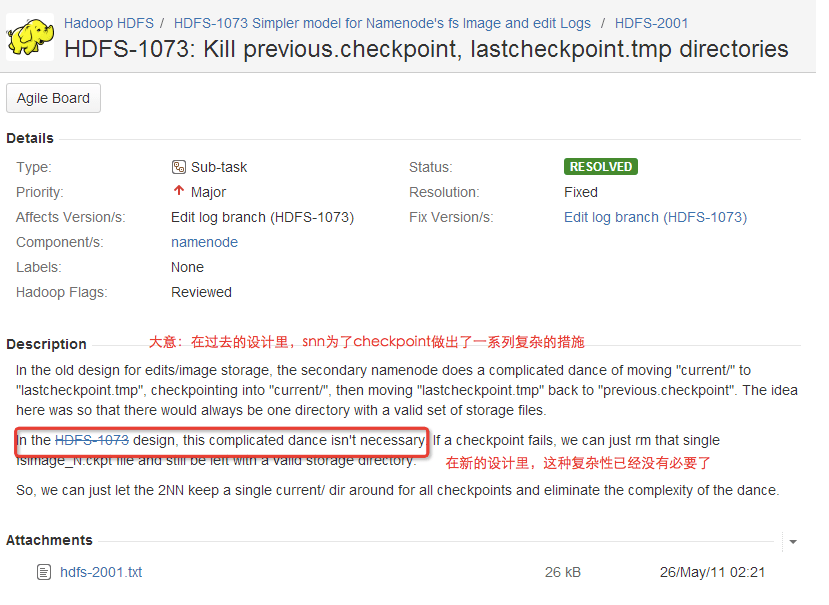 Hadoop HDFS / HDFS-1073 Simpler model for Namenode's fs Image and edit Logs / HDFS-2001
HDFS-1073: Kill previous.checkpoint, lastcheckpoint.tmp directories
Agile Board
Details
Type: Sub-task Status: RESOLVED
Priority: Major Resolution: Fixed
Affects Version/s: Edit log branch (HDFS-1073) Fix Version/s: Edit log branch (HDFS-1073)
Component/s: namenode
Labels: None
Hadoop Flags: Reviewed
Description 大意：在过去的设计里，snn为了checkpoint做出了一系列复杂的措施
In the old design for edits/image storage, the secondary namenode does a complicated dance of moving "current/" to
"lastcheckpoint.tmp", checkpointing into "current/", then moving "lastcheckpoint.tmp" back to "previous.checkpoint". The idea
here was so that there would always be one directory with a valid set of storage files.
In the HDFS-1073 design, this complicated dance isn't necessary. If a checkpoint fails, we can just rm that single
fsimage_N.ckpt file and still be left with a valid storage directory. 在新的设计里，这种复杂性已经没有必要了
So, we can just let the 2NN keep a single current/ dir around for all checkpoints and eliminate the complexity of the dance.
Attachments
hdfs-2001.txt 26 kB 26/May/11 02:21